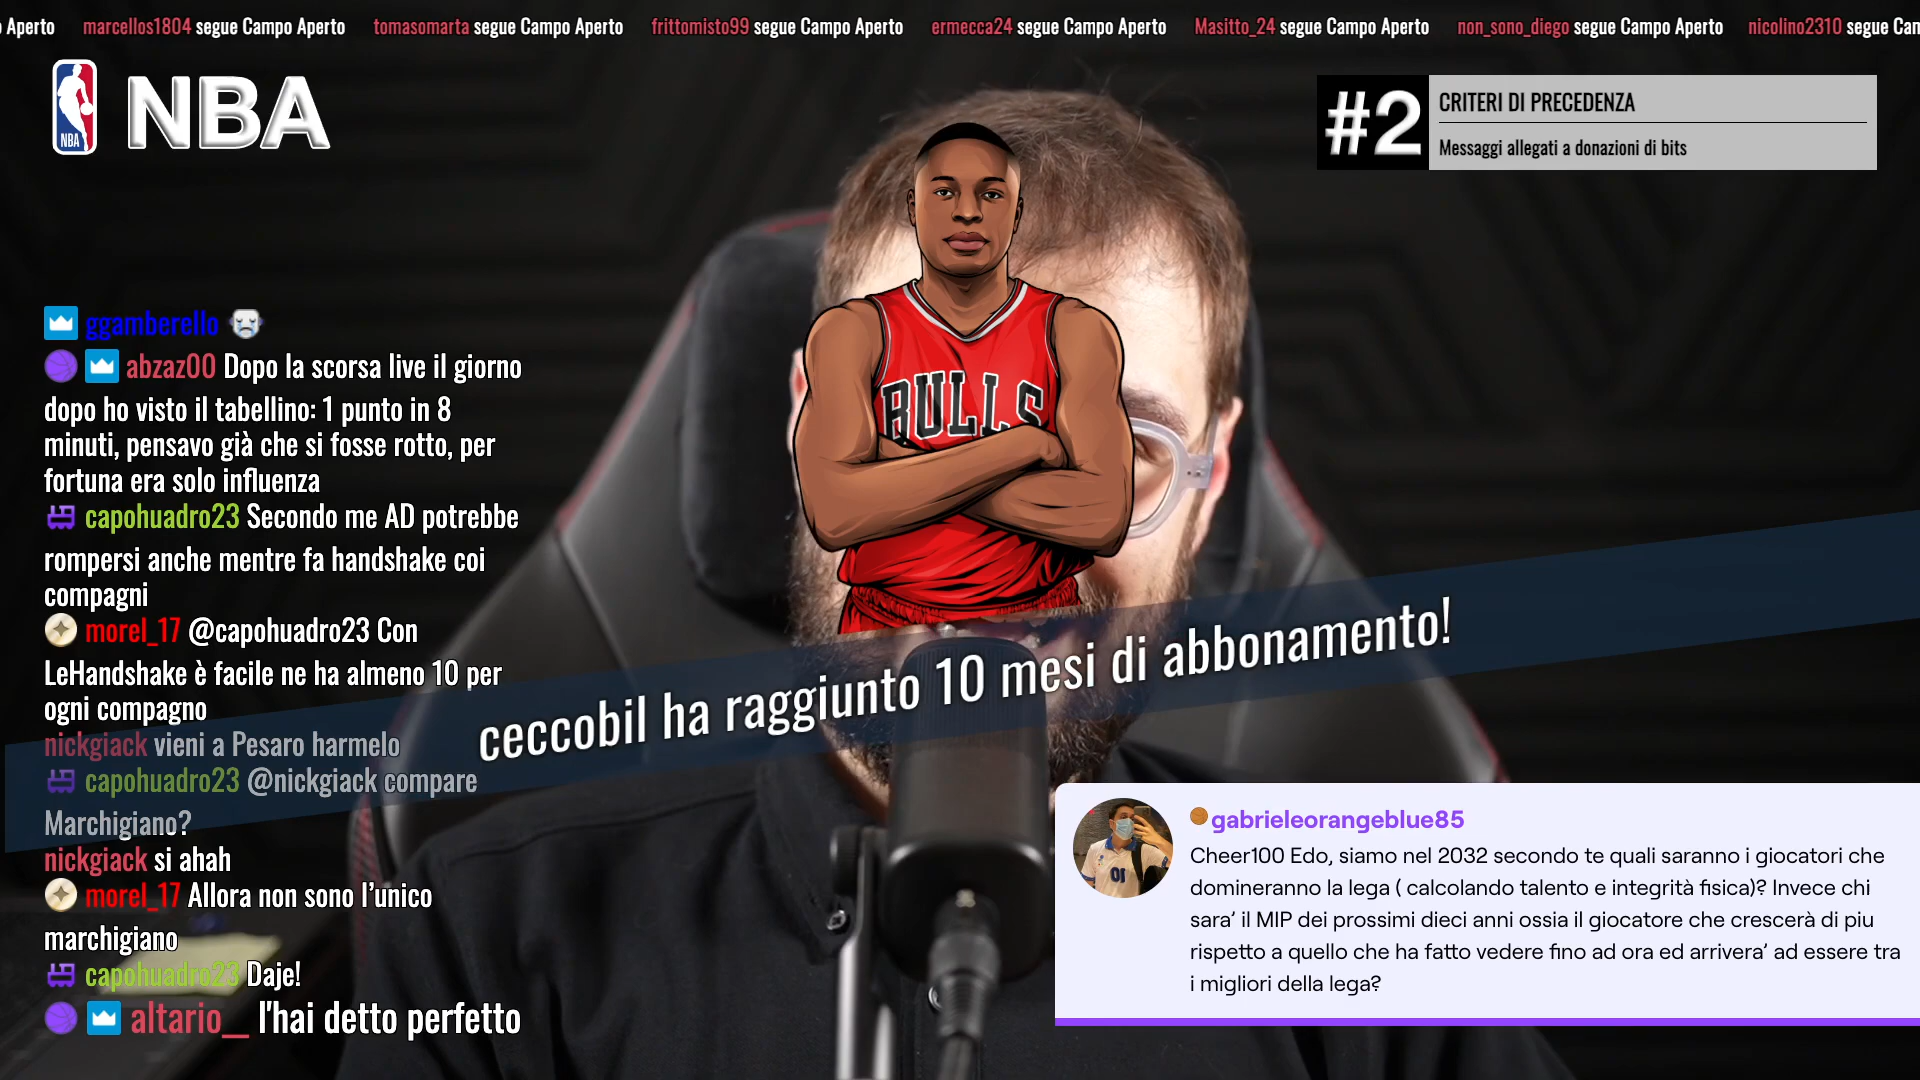 Aperto marcellos1804 segue Campo Aperto tomasomarta segue Campo Aperto frittomisto99 segue Campo Aperto ermecca24 segue Campo Aperto Masitto_24 segue Campo Aperto non_sono_diego segue Campo Aperto nicolino2310 segue Cam
NBA NBA
#2 CRITERI DI PRECEDENZA
Messaggi allegati a donazioni di bits
ggamberello
abzaz00 Dopo la scorsa live il giorno
dopo ho visto il tabellino: 1 punto in 8
minuti, pensavo già che si fosse rotto, per
fortuna era solo influenza
capohuadro23 Secondo me AD potrebbe
rompersi anche mentre fa handshake coi
compagni
morel_17 @capohuadro23 Con
LeHandshake è facile ne ha almeno 10 per
ogni compagno
nickgiack vieni a Pesaro harmelo
capohuadro23 @nickgiack compare
Marchigiano?
nickgiack si ahah
morel_17 Allora non sono l'unico
marchigiano
capohuadro23 Daje!
altario__ l'hai detto perfetto
BULLS
ceccobil ha raggiunto 10 mesi di abbonamento!
gabrieleorangeblue85
Cheer100 Edo, siamo nel 2032 secondo te quali saranno i giocatori che
domineranno la lega ( calcolando talento e integrità fisica)? Invece chi
sara’ il MIP dei prossimi dieci anni ossia il giocatore che crescerà di piu
rispetto a quello che ha fatto vedere fino ad ora ed arrivera’ ad essere tra
i migliori della lega?